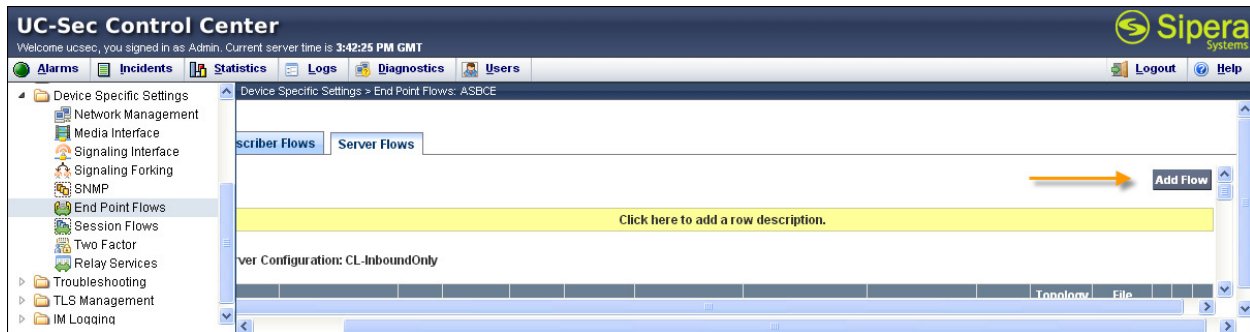 UC-Sec Control Center
Sipera
Systems
Welcome ucsec, you signed in as Admin. Current server time is 3:42:25 PM GMT
Alarms Incidents Statistics Logs Diagnostics Users Logout Help
Device Specific Settings
Network Management
Media Interface
Signaling Interface
Signaling Forking
SNMP
End Point Flows
Session Flows
Two Factor
Relay Services
Troubleshooting
TLS Management
IM Logging
Device Specific Settings > End Point Flows: ASBCE
scriber Flows Server Flows
Add Flow
Click here to add a row description.
ver Configuration: CL-InboundOnly
Topology File